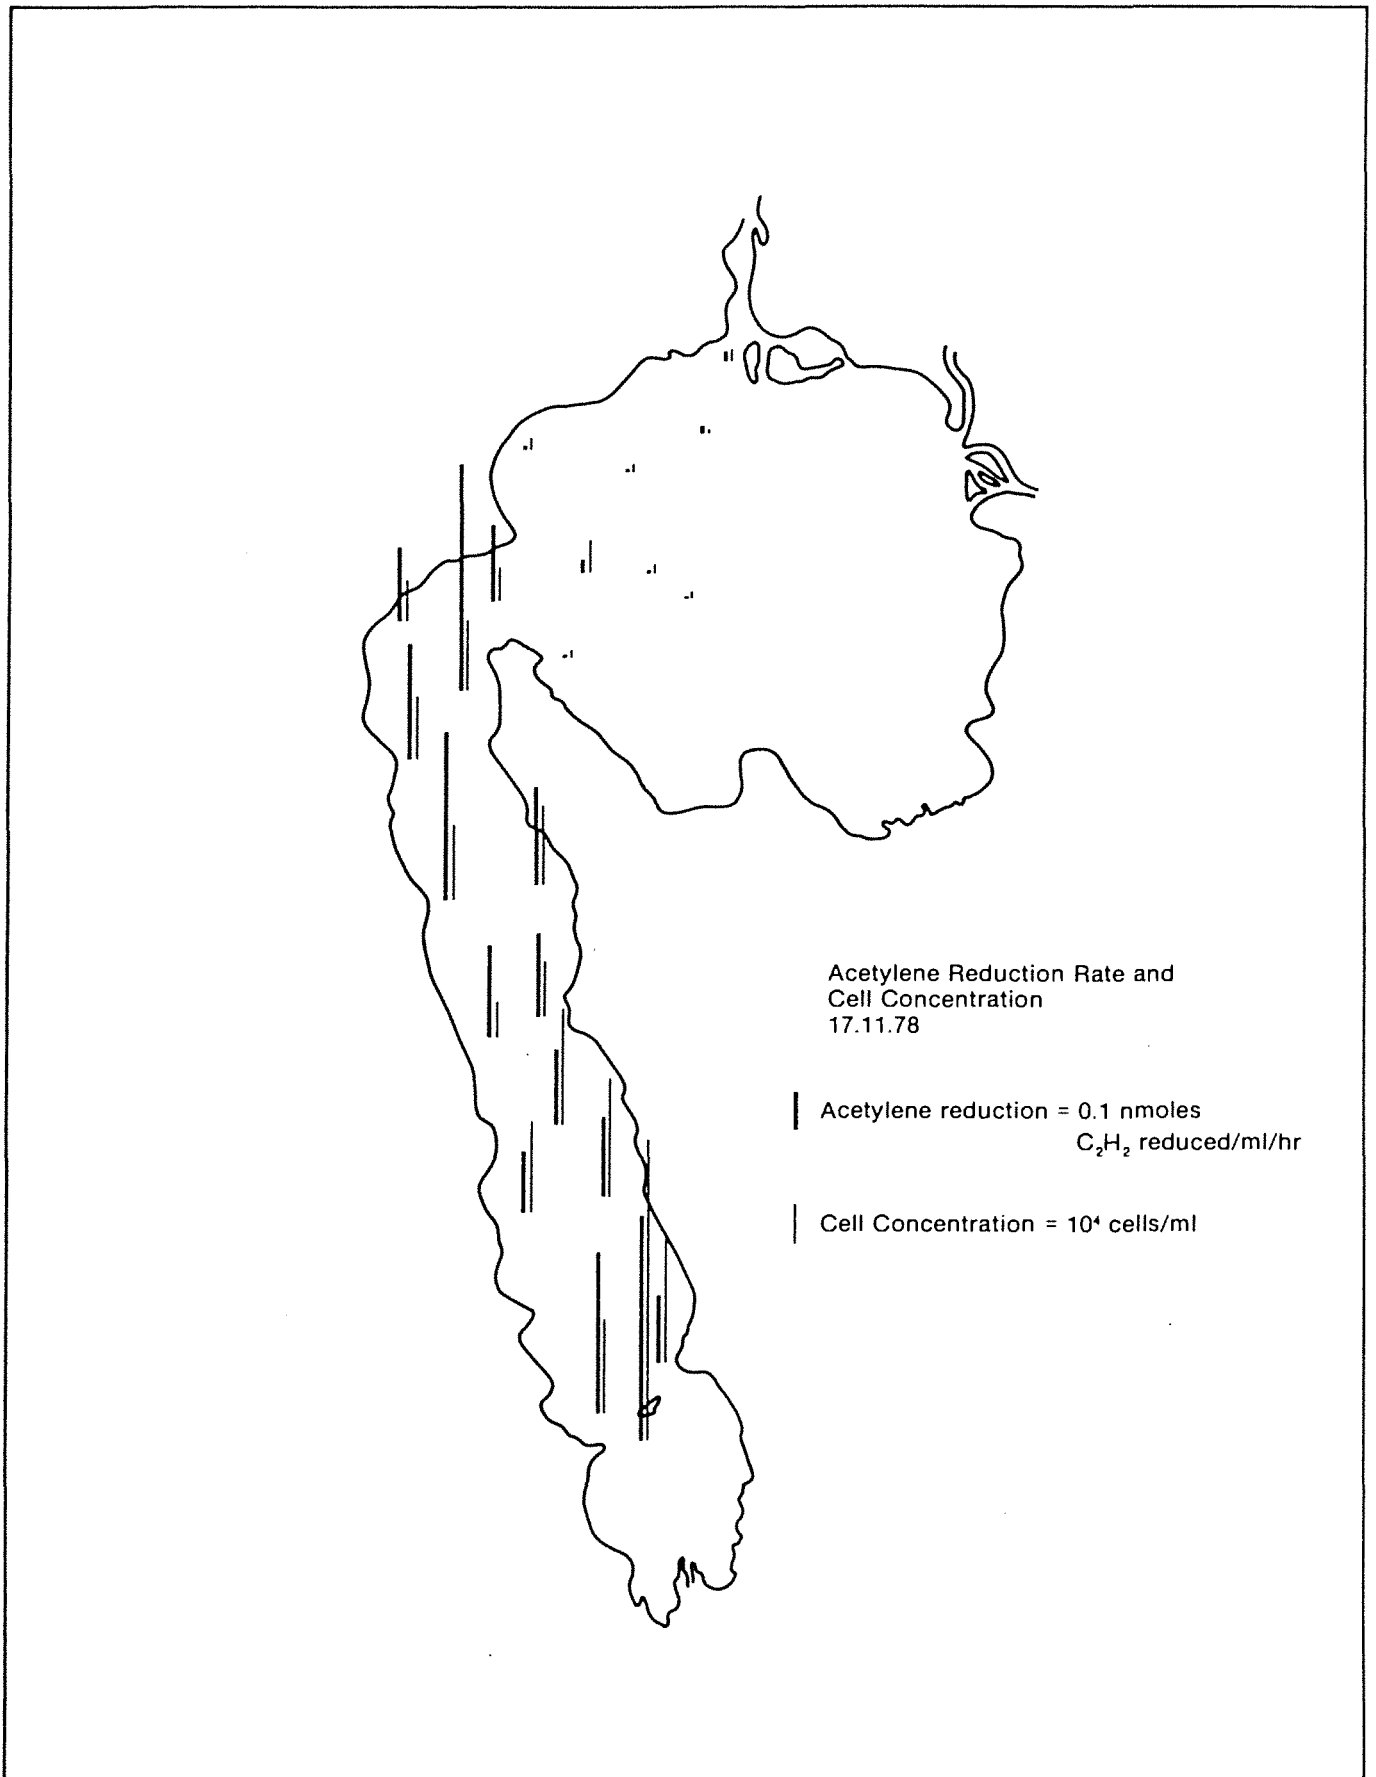 Acetylene Reduction Rate and
Cell Concentration
17.11.78
Acetylene reduction = 0.1 nmoles
C₂H₂ reduced/ml/hr
Cell Concentration = 10⁴ cells/ml